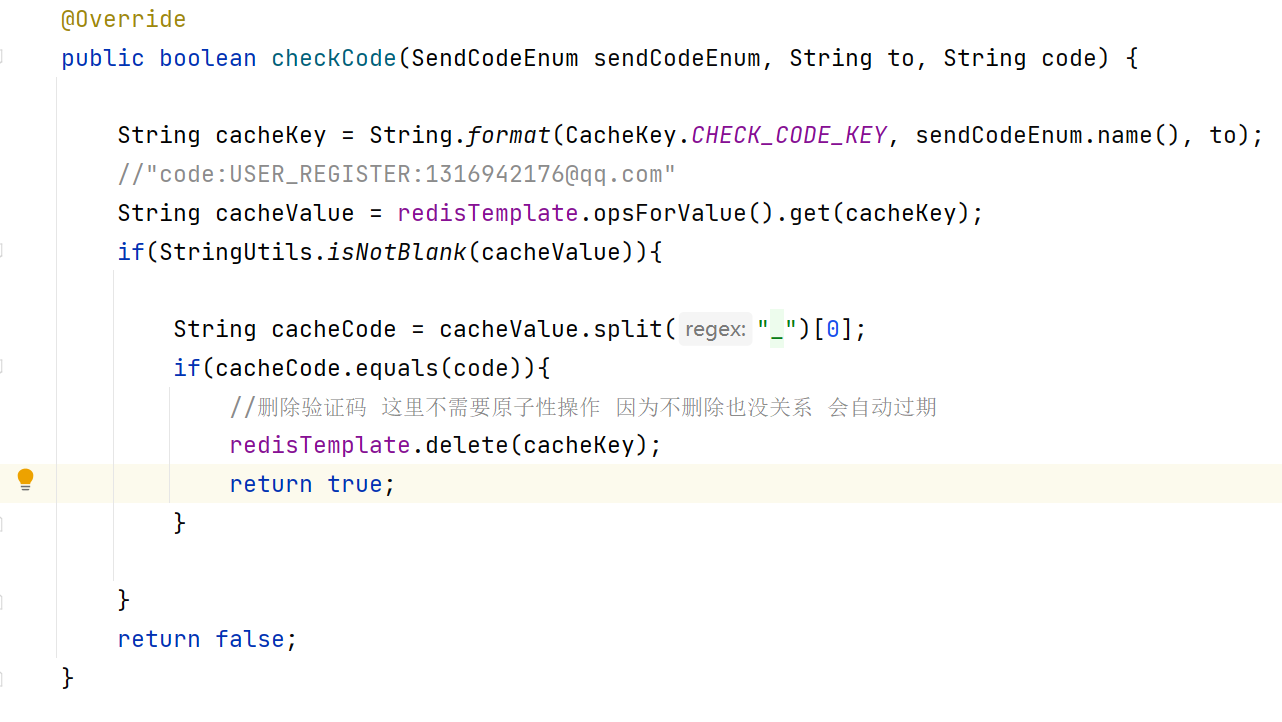 @Override
public boolean checkCode(SendCodeEnum sendCodeEnum, String to, String code) {
String cacheKey = String.format(CacheKey.CHECK_CODE_KEY, sendCodeEnum.name(), to);
//"code:USER_REGISTER:1316942176@qq.com"
String cacheValue = redisTemplate.opsForValue().get(cacheKey);
if(StringUtils.isNotBlank(cacheValue)){
String cacheCode = cacheValue.split( regex: "_")[0];
if(cacheCode.equals(code)){
//删除验证码 这里不需要原子性操作 因为不删除也没关系 会自动过期
redisTemplate.delete(cacheKey);
return true;
}
}
return false;
}